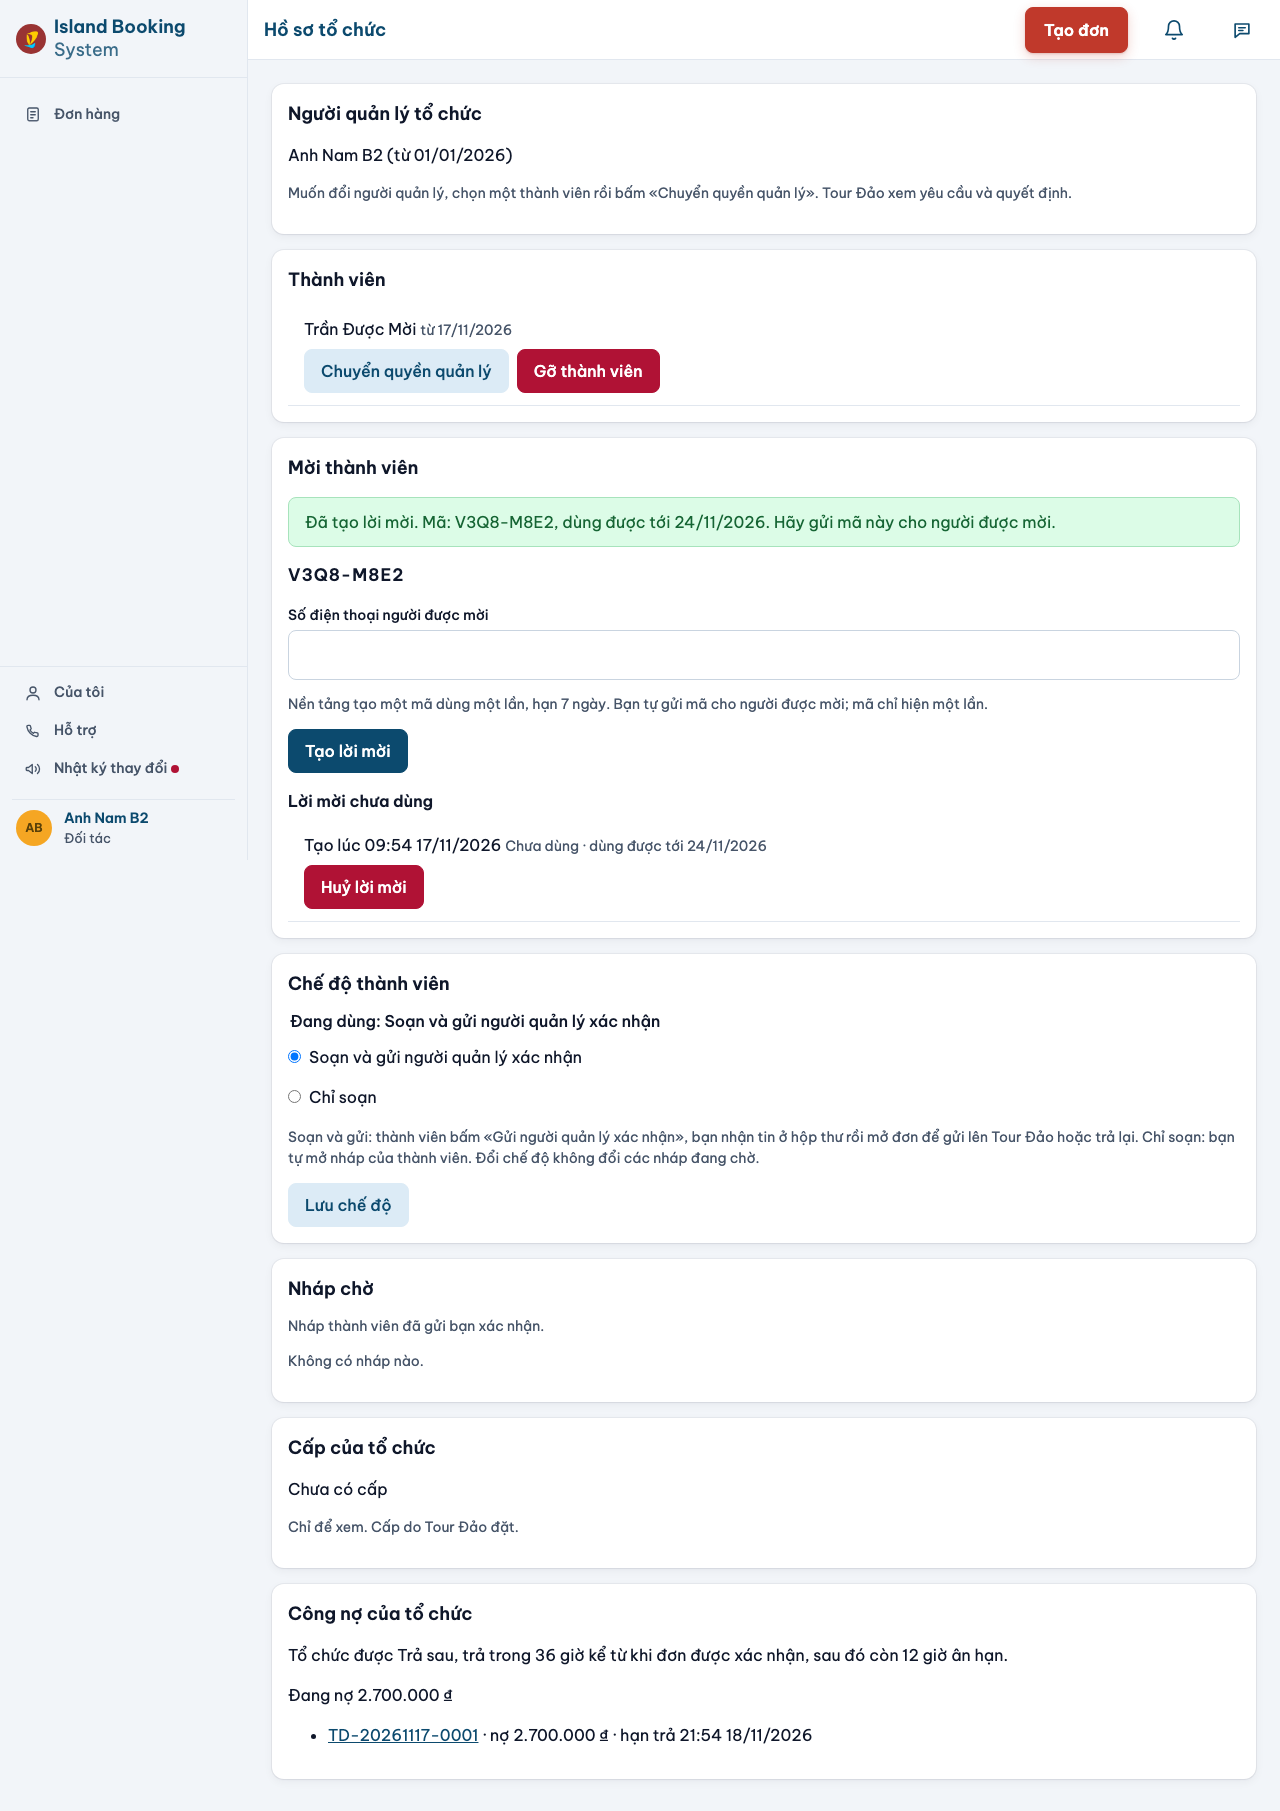 Island Booking
System
Đơn hàng
Của tôi
Hỗ trợ
Nhật ký thay đổi
AB
Anh Nam B2
Đối tác
Hồ sơ tổ chức
Tạo đơn
Người quản lý tổ chức
Anh Nam B2 (từ 01/01/2026)
Muốn đổi người quản lý, chọn một thành viên rồi bấm «Chuyển quyền quản lý». Tour Đảo xem yêu cầu và quyết định.
Thành viên
Trần Được Mời từ 17/11/2026
Chuyển quyền quản lý
Gỡ thành viên
Mời thành viên
Đã tạo lời mời. Mã: V3Q8-M8E2, dùng được tới 24/11/2026. Hãy gửi mã này cho người được mời.
V3Q8-M8E2
Số điện thoại người được mời
Nền tảng tạo một mã dùng một lần, hạn 7 ngày. Bạn tự gửi mã cho người được mời; mã chỉ hiện một lần.
Tạo lời mời
Lời mời chưa dùng
Tạo lúc 09:54 17/11/2026 Chưa dùng · dùng được tới 24/11/2026
Huỷ lời mời
Chế độ thành viên
Đang dùng: Soạn và gửi người quản lý xác nhận
Soạn và gửi người quản lý xác nhận
Chỉ soạn
Soạn và gửi: thành viên bấm «Gửi người quản lý xác nhận», bạn nhận tin ở hộp thư rồi mở đơn để gửi lên Tour Đảo hoặc trả lại. Chỉ soạn: bạn
tự mở nháp của thành viên. Đổi chế độ không đổi các nháp đang chờ.
Lưu chế độ
Nháp chờ
Nháp thành viên đã gửi bạn xác nhận.
Không có nháp nào.
Cấp của tổ chức
Chưa có cấp
Chỉ để xem. Cấp do Tour Đảo đặt.
Công nợ của tổ chức
Tổ chức được Trả sau, trả trong 36 giờ kể từ khi đơn được xác nhận, sau đó còn 12 giờ ân hạn.
Đang nợ 2.700.000 ₫
• TD-20261117-0001 · nợ 2.700.000 ₫ · hạn trả 21:54 18/11/2026